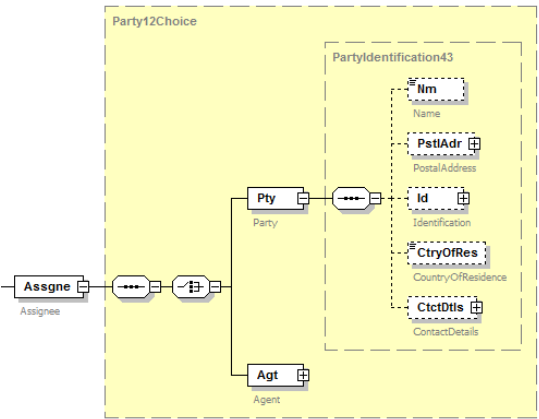 Party12Choice
PartyIdentification43
Nm
Name
PstlAdr
PostalAddress
Pty
Party
Id
Identification
CtryOfRes
CountryOfResidence
Assgne
Assignee
CtctDtls
ContactDetails
Agt
Agent